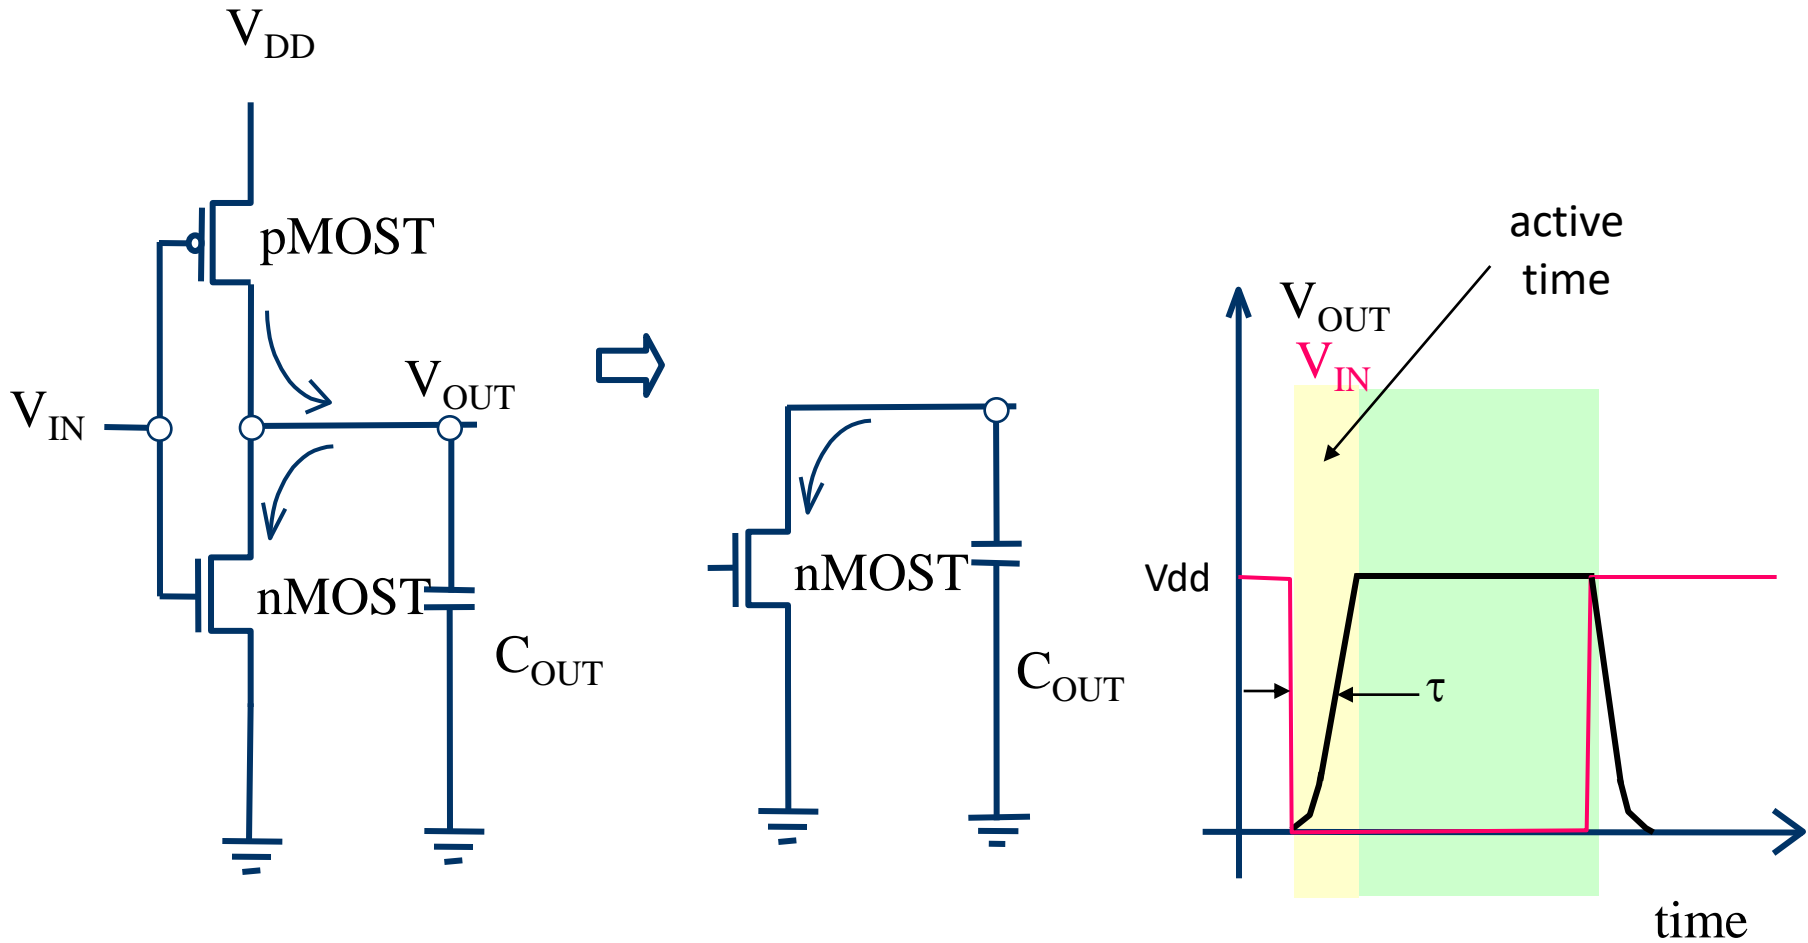 VDD
pMOST
VOUT
VIN
nMOST
COUT
nMOST
COUT
active
time
VOUT
VIN
Vdd
τ
time